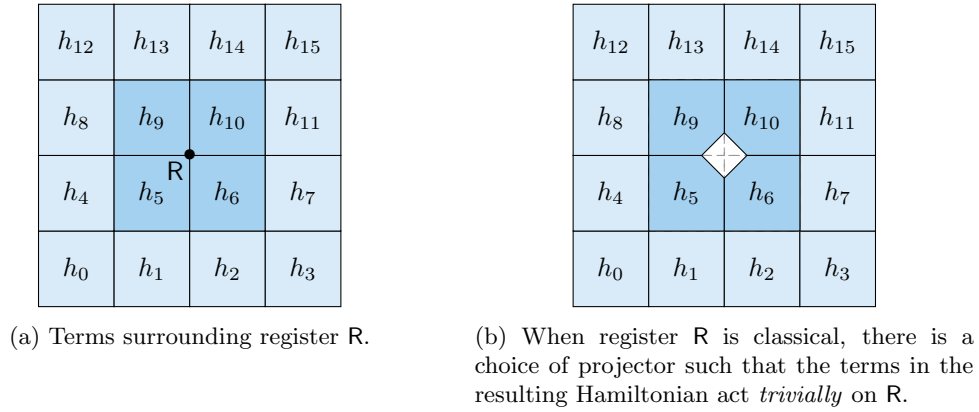 h12 h13 h14 h15
h8 h9 h10 h11
R
h4 h5 h6 h7
h0 h1 h2 h3
(a) Terms surrounding register R.
h12 h13 h14 h15
h8 h9 h10 h11
h4 h5 h6 h7
h0 h1 h2 h3
(b) When register R is classical, there is a
choice of projector such that the terms in the
resulting Hamiltonian act trivially on R.